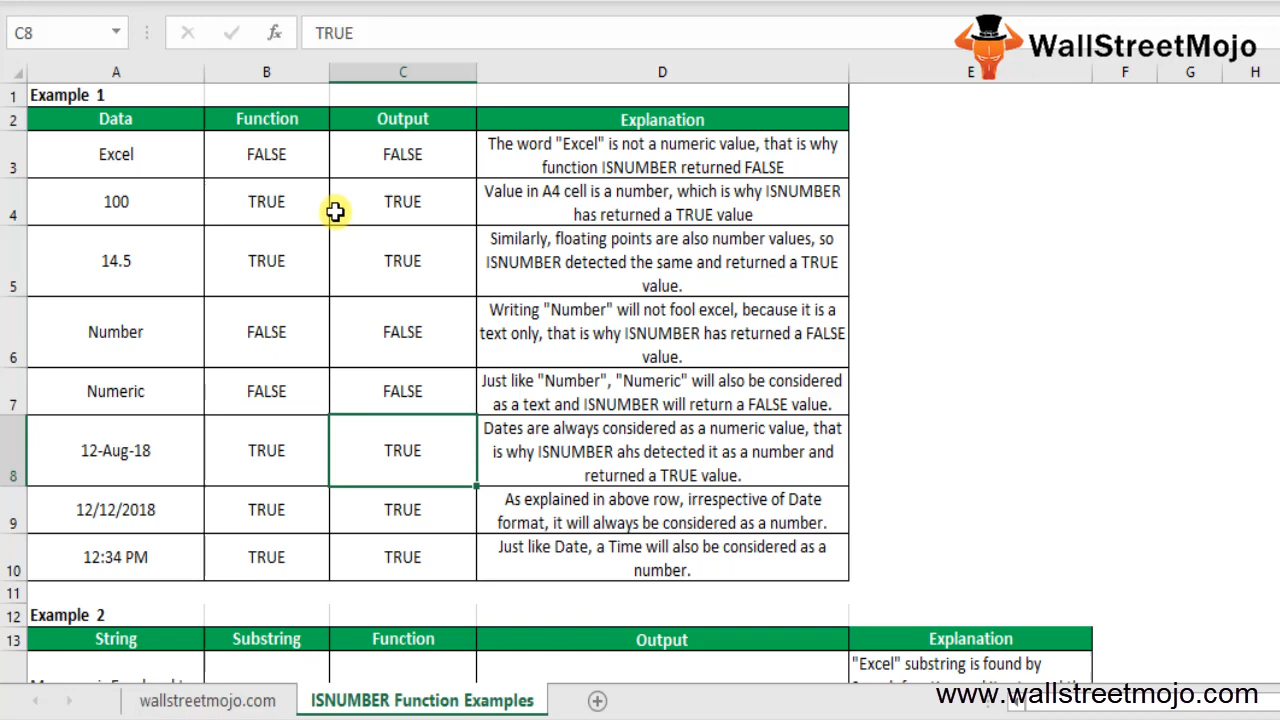 C8
fx
TRUE
WallStreetMojo
A B C D E F G H
1 Example 1
2 Data Function Output Explanation
3 Excel FALSE FALSE The word "Excel" is not a numeric value, that is why
function ISNUMBER returned FALSE
4 100 TRUE TRUE Value in A4 cell is a number, which is why ISNUMBER
has returned a TRUE value
5 14.5 TRUE TRUE Similarly, floating points are also number values, so
ISNUMBER detected the same and returned a TRUE
value.
6 Number FALSE FALSE Writing "Number" will not fool excel, because it is a
text only, that is why ISNUMBER has returned a FALSE
value.
7 Numeric FALSE FALSE Just like "Number", "Numeric" will also be considered
as a text and ISNUMBER will return a FALSE value.
8 12-Aug-18 TRUE TRUE Dates are always considered as a numeric value, that
is why ISNUMBER ahs detected it as a number and
returned a TRUE value.
9 12/12/2018 TRUE TRUE As explained in above row, irrespective of Date
format, it will always be considered as a number.
10 12:34 PM TRUE TRUE Just like Date, a Time will also be considered as a
number.
11
12 Example 2
13 String Substring Function Output Explanation
"Excel" substring is found by
wallstreetmojo.com ISNUMBER Function Examples
www.wallstreetmojo.com